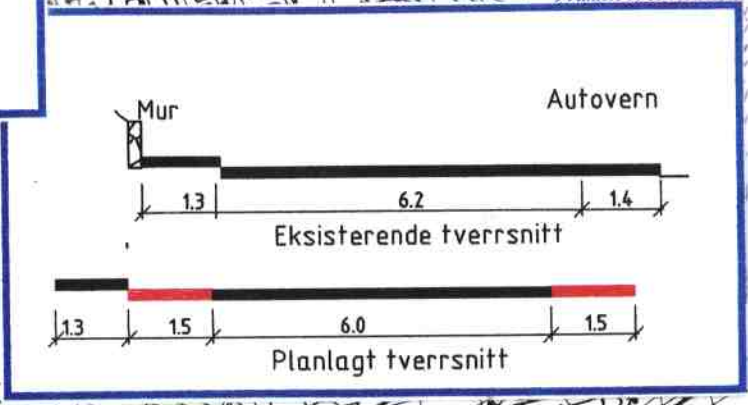 Mur
Autovern
1.3 6.2 1.4
Eksisterende tverrsnitt
1.3 1.5 6.0 1.5
Planlagt tverrsnitt